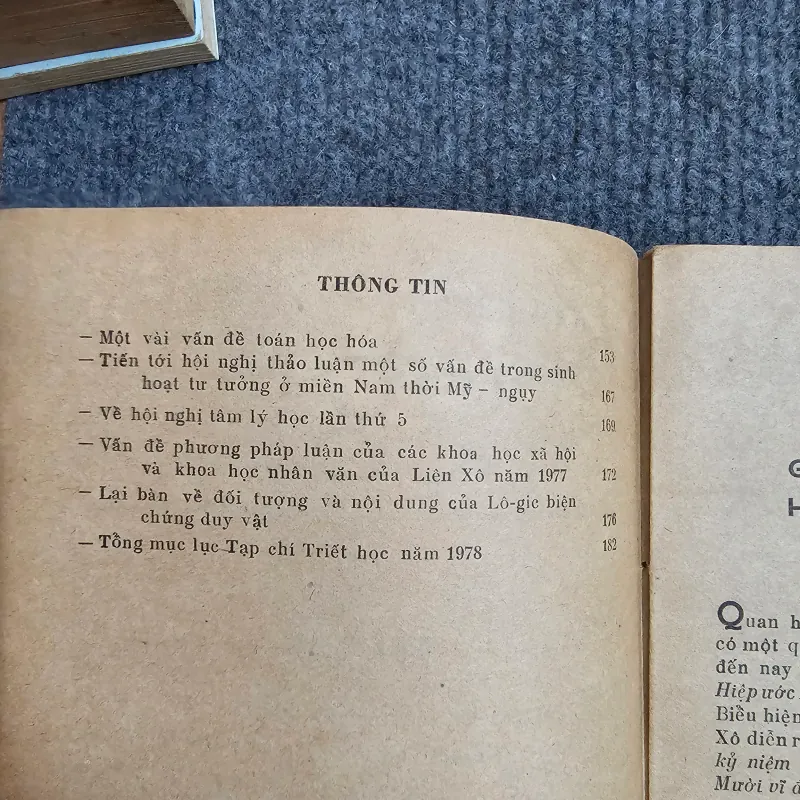 THÔNG TIN
— Một vài vấn đề toán học hóa 153
— Tiến tới hội nghị thảo luận một số vấn đề trong sinh
hoạt tư tưởng ở miền Nam thời Mỹ – ngụy 167
— Về hội nghị tâm lý học lần thứ 5 169
— Vấn đề phương pháp luận của các khoa học xã hội
và khoa học nhân văn của Liên Xô năm 1977 172
— Lại bàn về đối tượng và nội dung của Lô-gic biện
chứng duy vật 176
— Tổng mục lục Tạp chí Triết học năm 1978 182
Quan h
có một q
đến nay
Hiệp ước
Biểu hiện
Xô diễn r
kỷ niệm
Mười vĩ đ